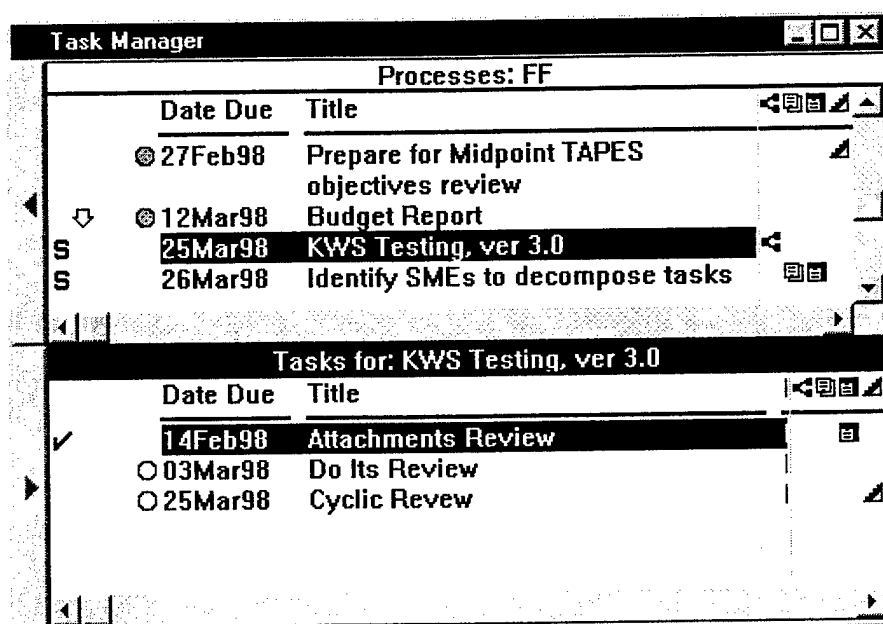 Task Manager
Processes: FF
Date Due Title
27Feb98 Prepare for Midpoint TAPES
objectives review
12Mar98 Budget Report
S 25Mar98 KWS Testing, ver 3.0
S 26Mar98 Identify SMEs to decompose tasks
Tasks for: KWS Testing, ver 3.0
Date Due Title
14Feb98 Attachments Review
03Mar98 Do Its Review
25Mar98 Cyclic Revew